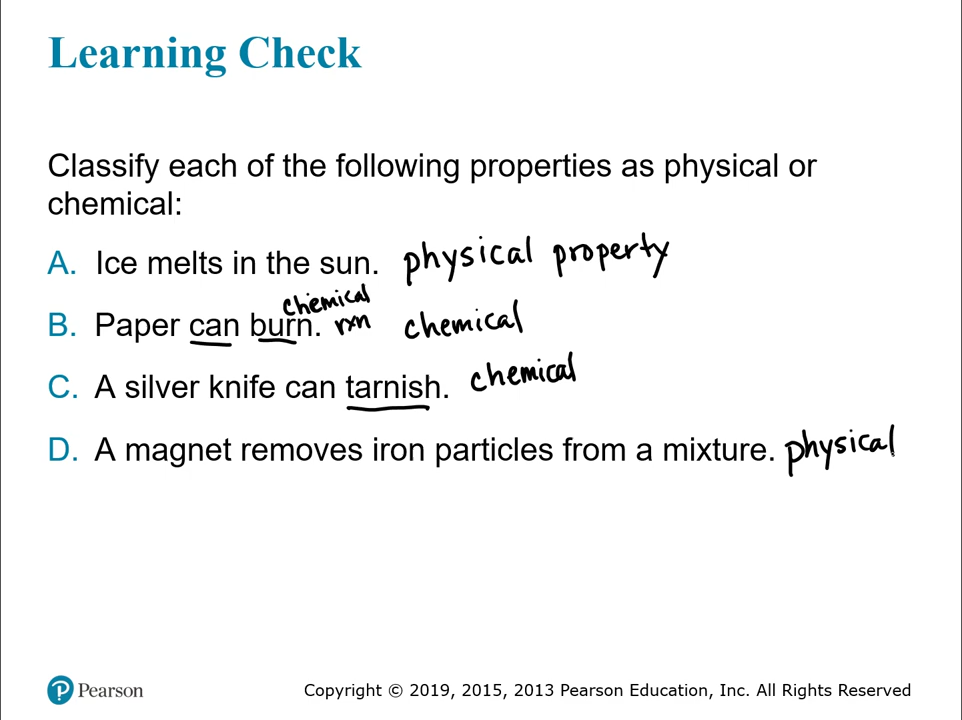 Learning Check
Classify each of the following properties as physical or
chemical:
A. Ice melts in the sun. physical property
chemical
B. Paper can burn. rxn chemical
C. A silver knife can tarnish. chemical
D. A magnet removes iron particles from a mixture. physical
Pearson
Copyright © 2019, 2015, 2013 Pearson Education, Inc. All Rights Reserved